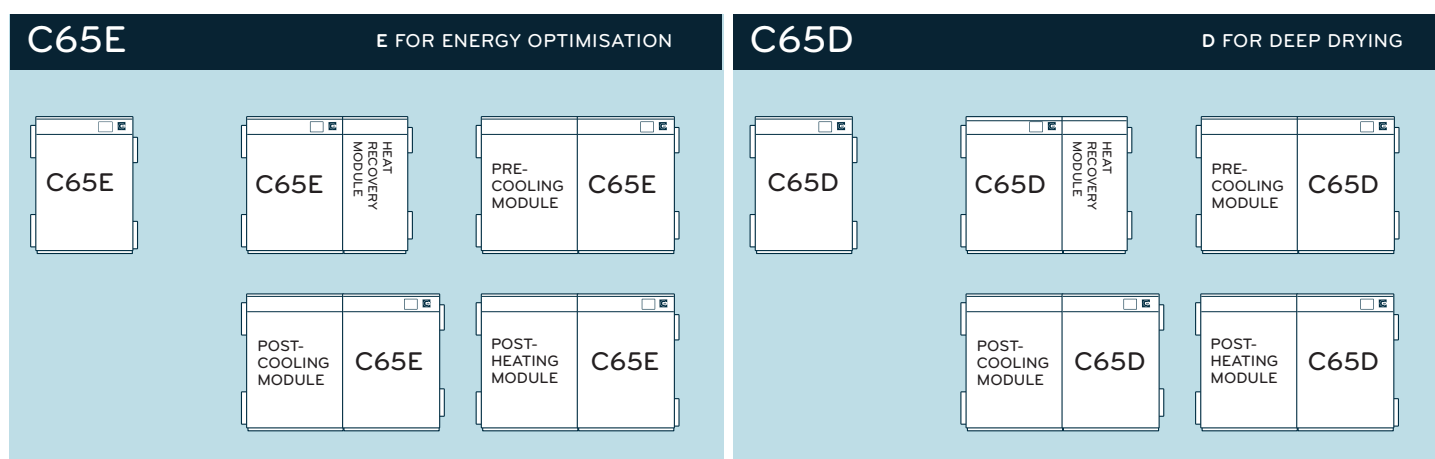 C65E
E FOR ENERGY OPTIMISATION
C65E
C65E
HEAT
RECOVERY
MODULE
PRE-
COOLING
MODULE
C65E
POST-
COOLING
MODULE
C65E
POST-
HEATING
MODULE
C65E
C65D
D FOR DEEP DRYING
C65D
C65D
HEAT
RECOVERY
MODULE
PRE-
COOLING
MODULE
C65D
POST-
COOLING
MODULE
C65D
POST-
HEATING
MODULE
C65D